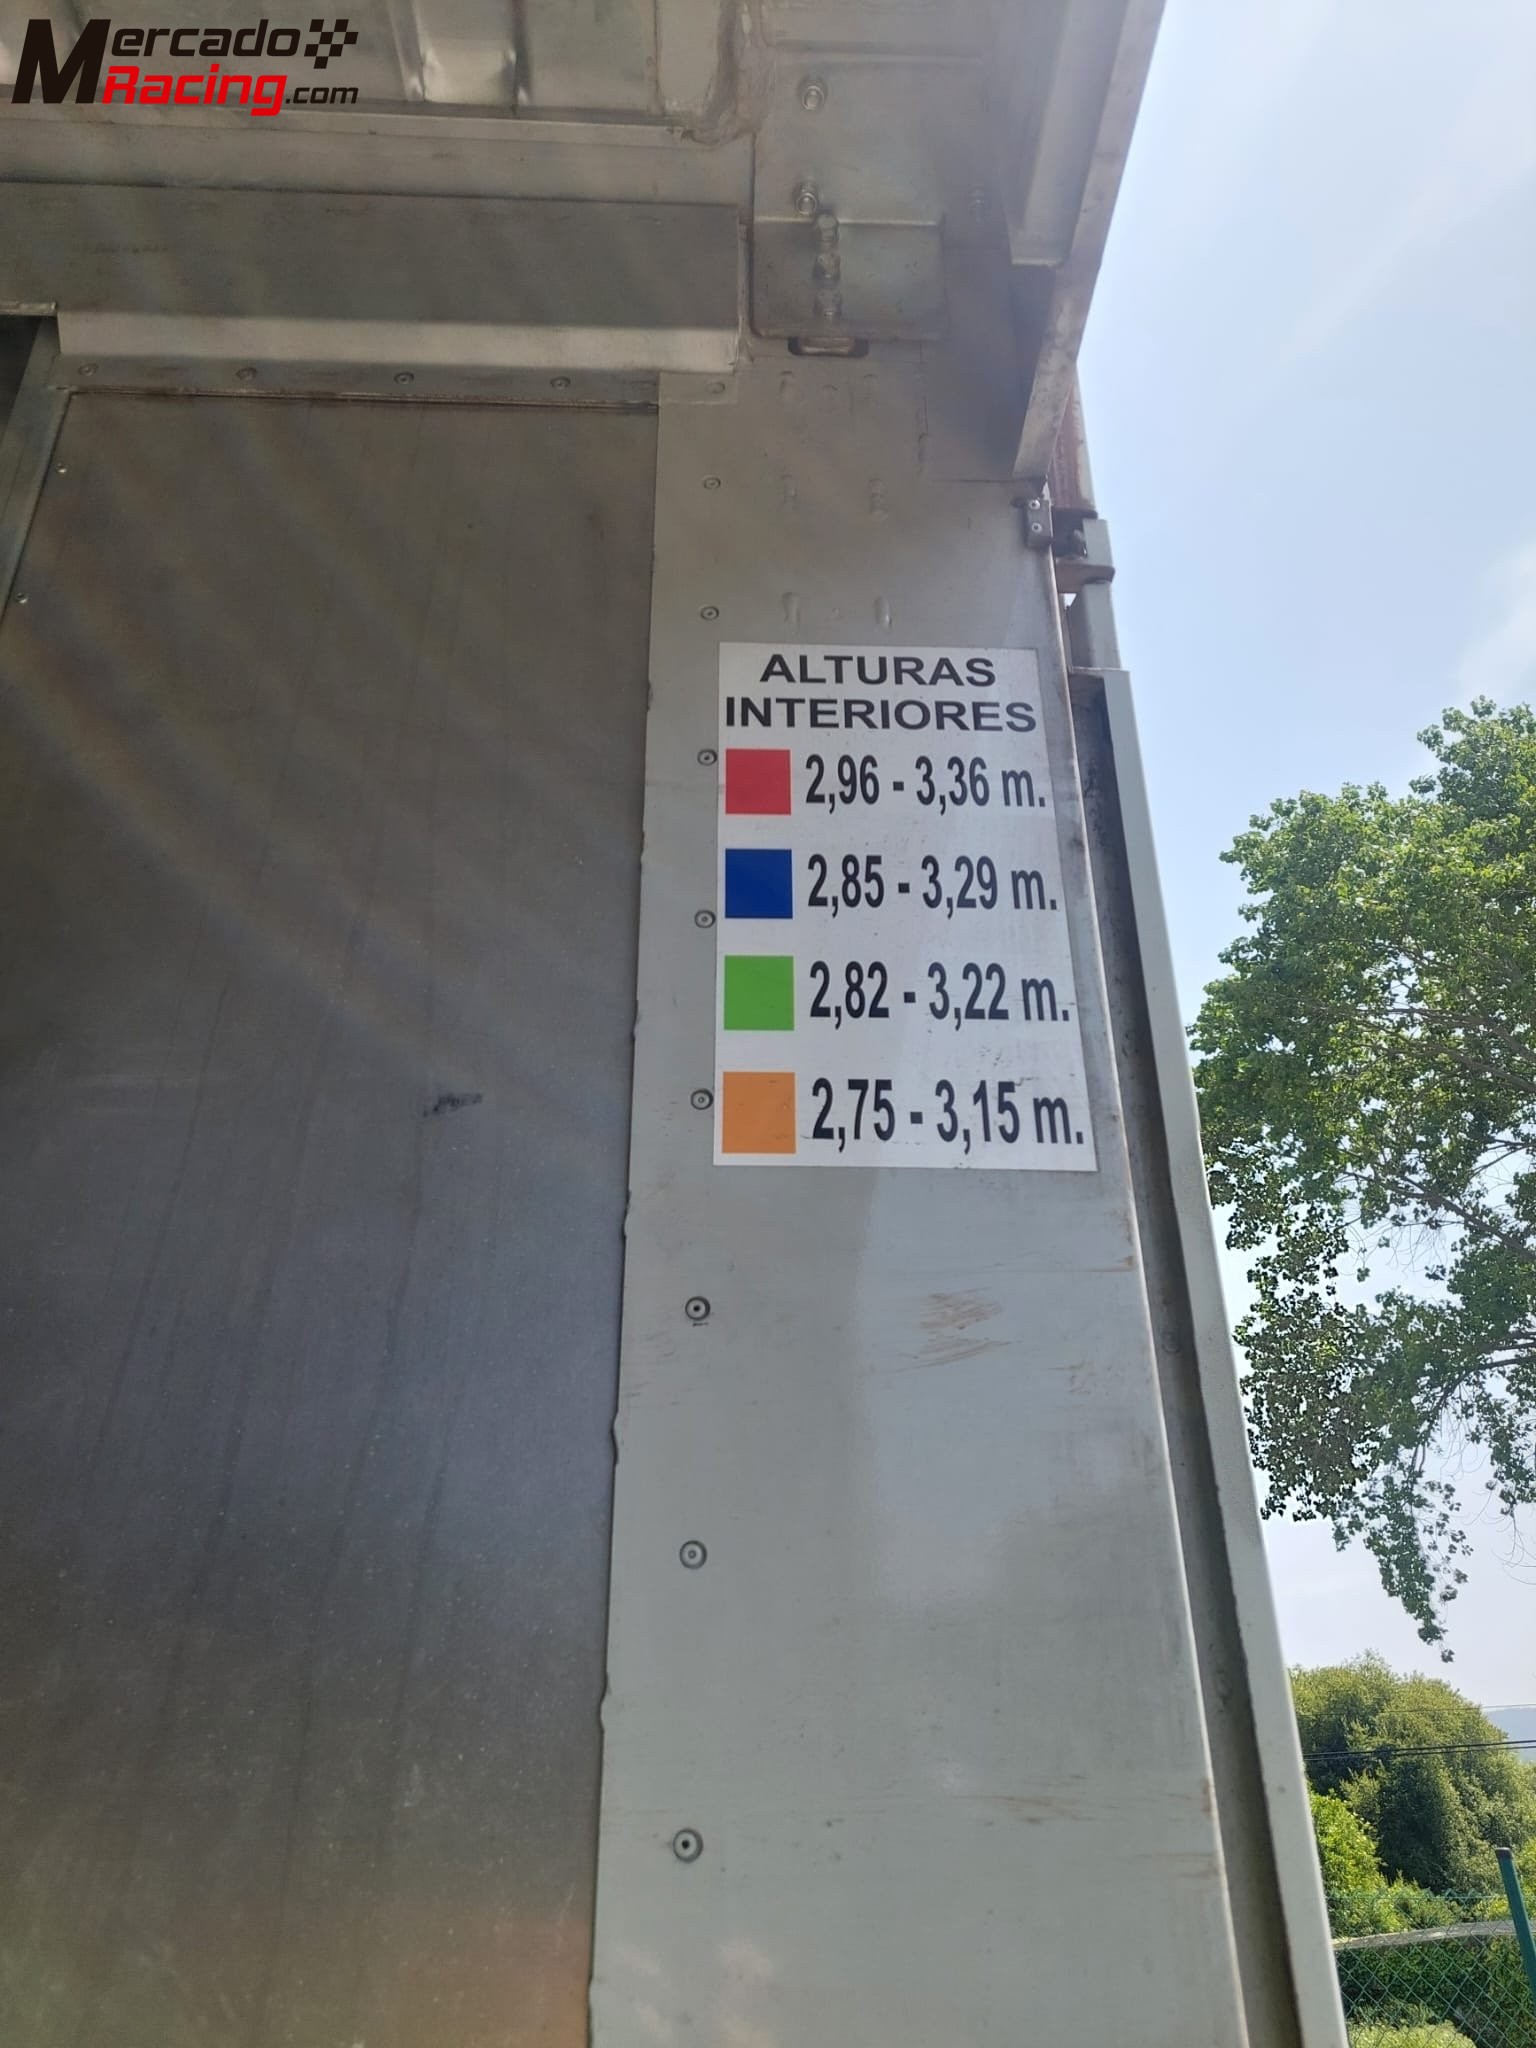 Mercado
Racing.com
ALTURAS
INTERIORES
2,96 - 3,36 m.
2,85 - 3,29 m.
2,82 - 3,22 m.
2,75 - 3,15 m.